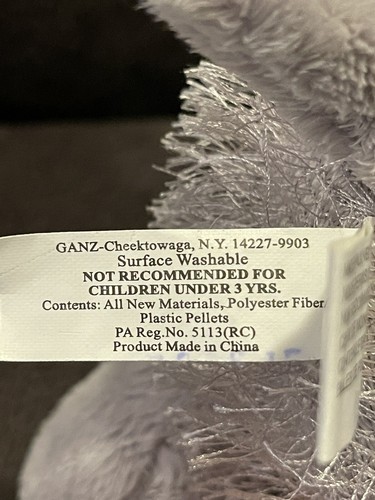 GANZ-Cheektowaga, N.Y. 14227-9903
Surface Washable
NOT RECOMMENDED FOR
CHILDREN UNDER 3 YRS.
Contents: All New Materials, Polyester Fiber
Plastic Pellets
PA Reg.No. 5113(RC)
Product Made in China